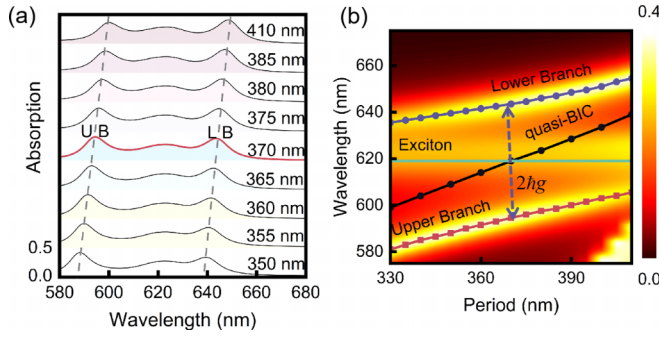 (a)
Absorption
0.5
0.0
410 nm
385 nm
380 nm
375 nm
370 nm
365 nm
360 nm
355 nm
350 nm
UB
LB
580 600 620 640 660 680
Wavelength (nm)
(b)
Wavelength (nm)
660
640
620
600
580
Lower Branch
quasi-BIC
Exciton
2ħg
Upper Branch
330 360 390
Period (nm)
0.4
0.0